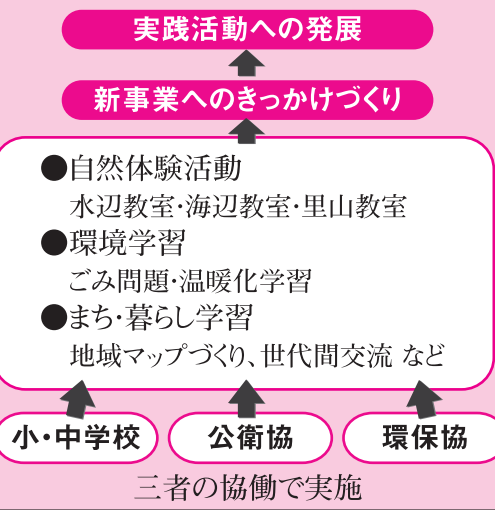 実践活動への発展
新事業へのきっかけづくり
●自然体験活動
水辺教室・海辺教室・里山教室
●環境学習
ごみ問題・温暖化学習
●まち・暮らし学習
地域マップづくり、世代間交流 など
小・中学校
公衛協
環保協
三者の協働で実施